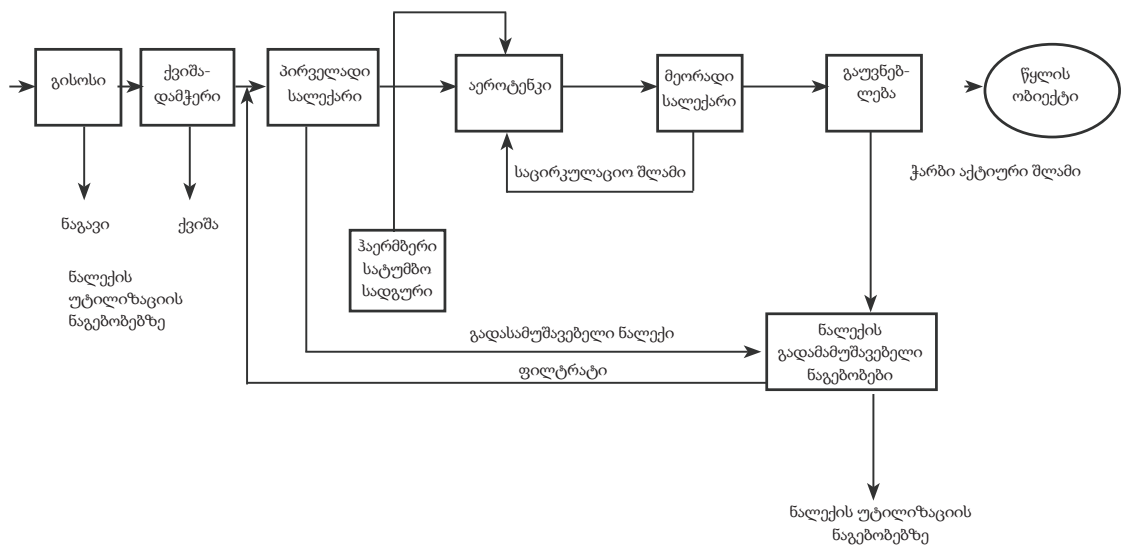 გისოსი
ქვიშა-
დამჭერი
პირველადი
სალექარი
აეროტენკი
მეორადი
სალექარი
გაუვნებ-
ლება
წყლის
ობიექტი
საცირკულაციო შლამი
ჭარბი აქტიური შლამი
ნაგავი
ქვიშა
ჰაერმბერი
სატუმბო
სადგური
ნალექის
უტილიზაციის
ნაგებობებზე
გადასამუშავებელი ნალექი
ფილტრატი
ნალექის
გადამამუშავებელი
ნაგებობები
ნალექის უტილიზაციის
ნაგებობებზე